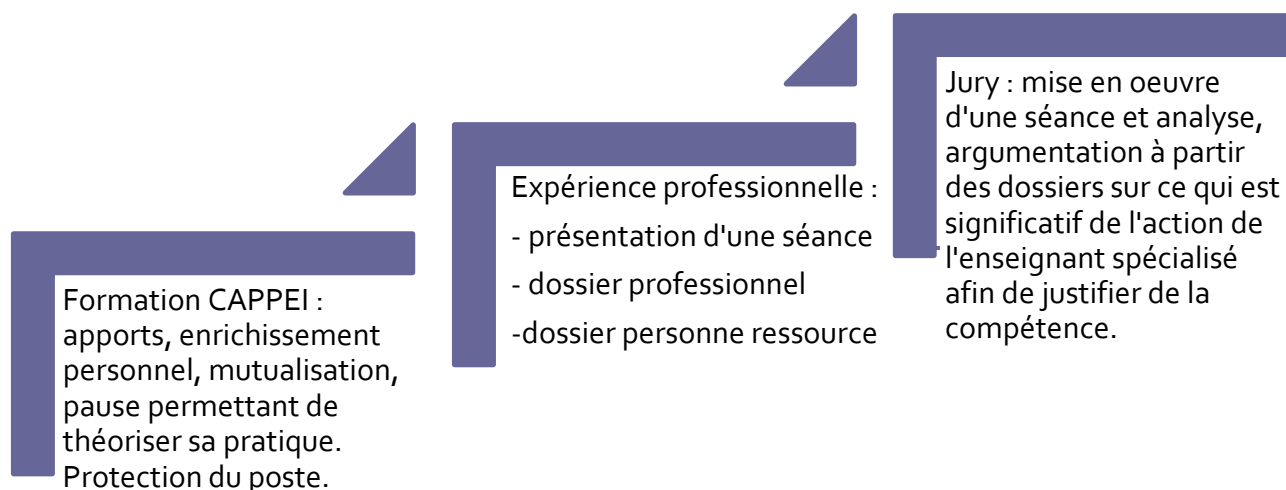 Formation CAPPEI :
apports, enrichissement
personnel, mutualisation,
pause permettant de
théoriser sa pratique.
Protection du poste.
Expérience professionnelle :
- présentation d'une séance
- dossier professionnel
-dossier personne ressource
Jury : mise en oeuvre
d'une séance et analyse,
argumentation à partir
des dossiers sur ce qui est
significatif de l'action de
l'enseignant spécialisé
afin de justifier de la
compétence.